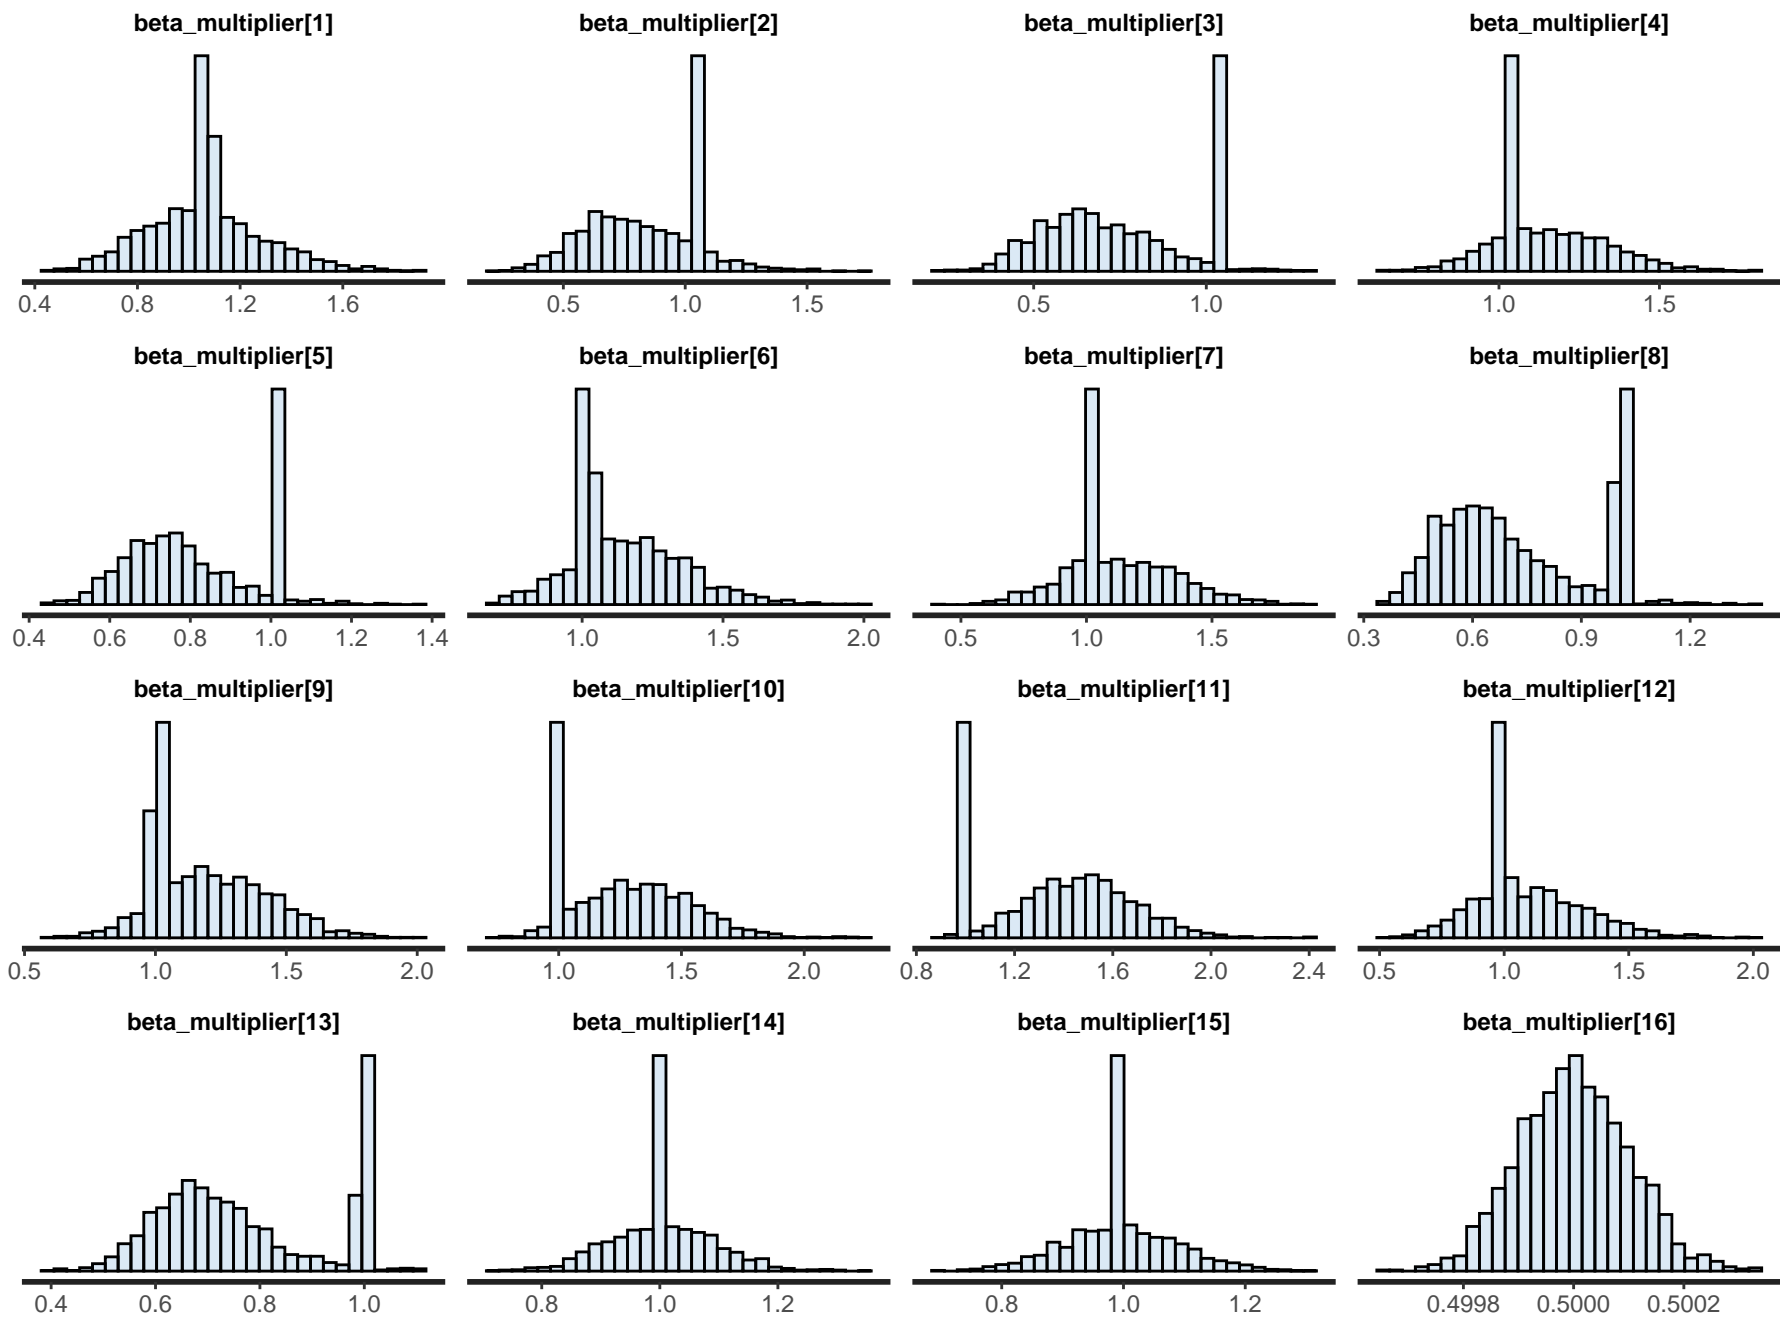 beta_multiplier[1] beta_multiplier[2] beta_multiplier[3] beta_multiplier[4]
0.4 0.8 1.2 1.6 0.5 1.0 1.5 0.5 1.0 1.0 1.5
beta_multiplier[5] beta_multiplier[6] beta_multiplier[7] beta_multiplier[8]
0.4 0.6 0.8 1.0 1.2 1.4 1.0 1.5 2.0 0.5 1.0 1.5 0.3 0.6 0.9 1.2
beta_multiplier[9] beta_multiplier[10] beta_multiplier[11] beta_multiplier[12]
0.5 1.0 1.5 2.0 1.0 1.5 2.0 0.8 1.2 1.6 2.0 2.4 0.5 1.0 1.5 2.0
beta_multiplier[13] beta_multiplier[14] beta_multiplier[15] beta_multiplier[16]
0.4 0.6 0.8 1.0 0.8 1.0 1.2 0.8 1.0 1.2 0.4998 0.5000 0.5002